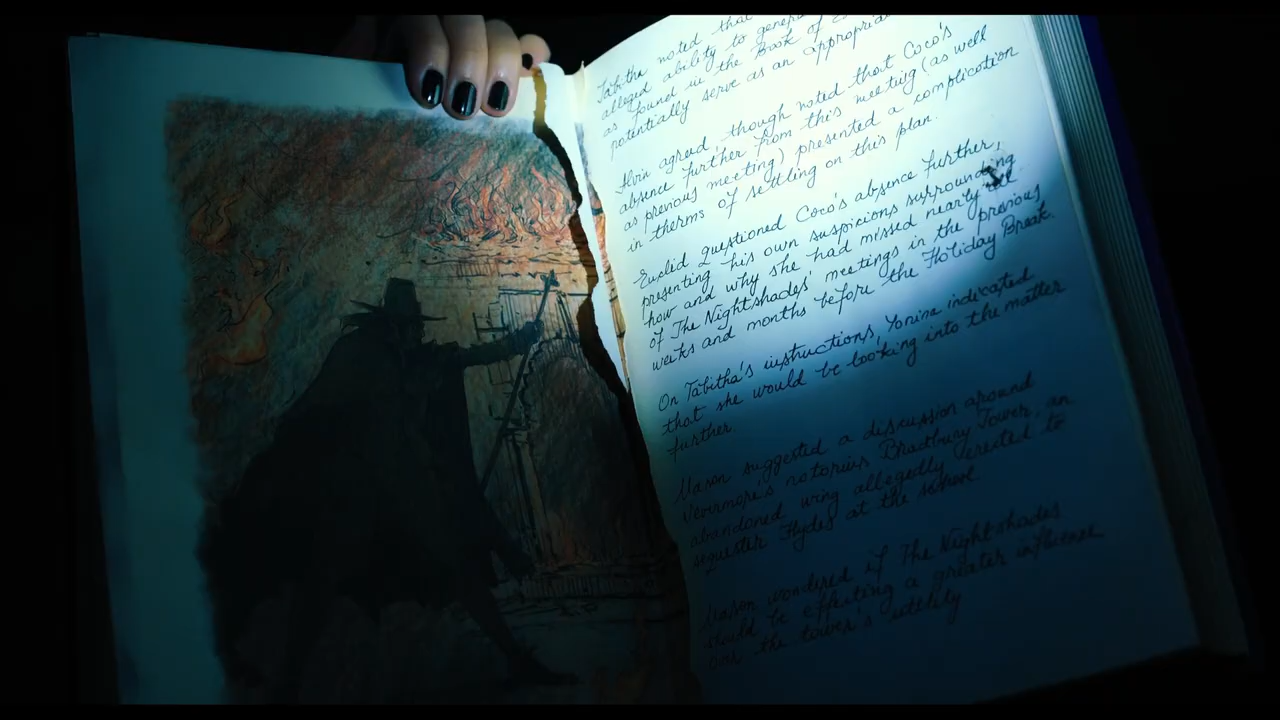 Tabitha noted that
alleged ability to gener
as found in the Book of
potentially serve as an appropria
Alvin agreed, though noted that Coco's
absence further from this meeting (as well
as previous meeting) presented a complication
in therms of settling on this plan.
Euclid questioned Coco's absence further,
presenting his own suspicions surrounding
how and why she had missed nearly all
of The Nightshades' meetings in the previous
weeks and months before the Holiday Break.
On Tabitha's instructions, Yonina indicated
that she would be looking into the matter
further
Mason suggested a discussion around
Nevermore's notorius Bradbury Tower, an
abandoned wing allegedly erected to
sequester Hydes at the school
Mason wondered if The Nightshades
should be effecting a greater influence
the tower's utility